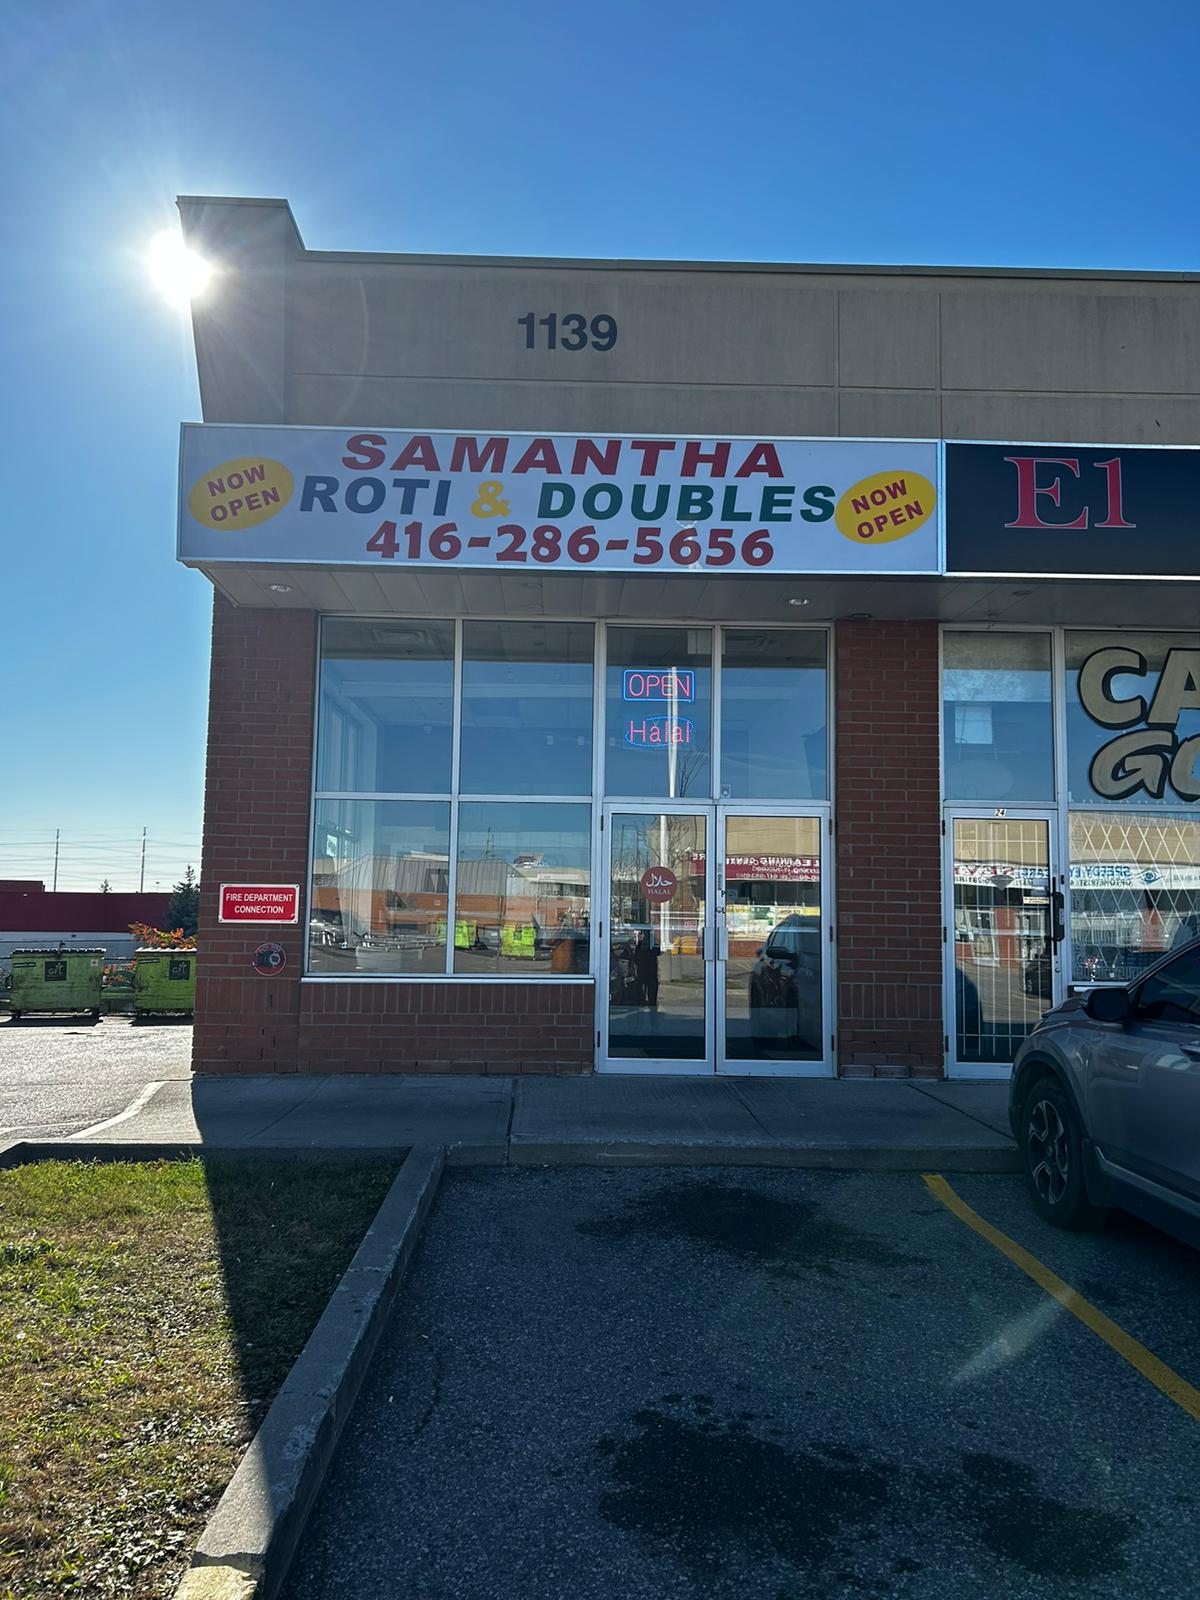 1139
SAMANTHA
ROTI & DOUBLES
416-286-5656
NOW
OPEN
NOW
OPEN
E1
OPEN
Halal
حلال
HALAL
FIRE DEPARTMENT
CONNECTION
24
CA
GO